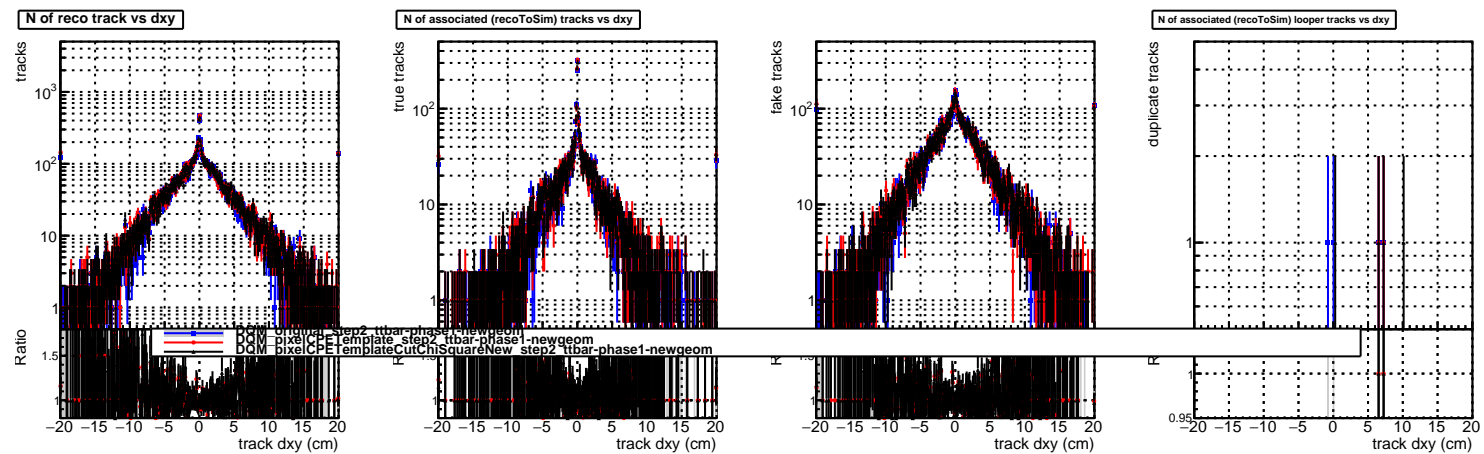 N of reco track vs dxy
N of associated (recoToSim) tracks vs dxy
N of associated (recoToSim) looper tracks vs dxy
tracks
10³
10²
10
1
Ratio
1.5
1
−20 −15 −10 −5 0 5 10 15 20
track dxy (cm)
true tracks
10²
10
1
1
−20 −15 −10 −5 0 5 10 15 20
track dxy (cm)
fake tracks
10²
10
1
1
−20 −15 −10 −5 0 5 10 15 20
track dxy (cm)
duplicate tracks
1
1
0.95
−20 −15 −10 −5 0 5 10 15 20
track dxy (cm)
DQM_original_step2_ttbar-phase1-newgeom
DQM_pixelCPETemplate_step2_ttbar-phase1-newgeom
DQM_pixelCPETemplateCutChiSquareNew_step2_ttbar-phase1-newgeom